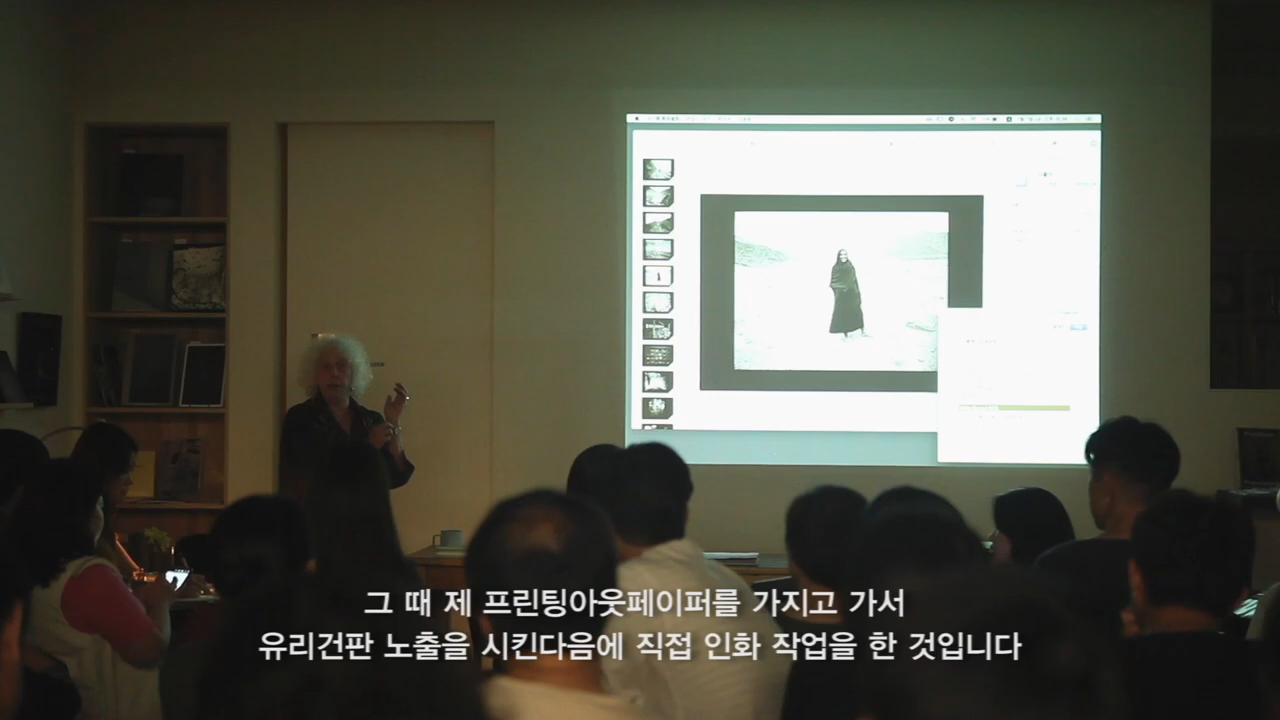 그 때 제 프린팅아웃페이퍼를 가지고 가서
유리건판 노출을 시킨다음에 직접 인화 작업을 한 것입니다